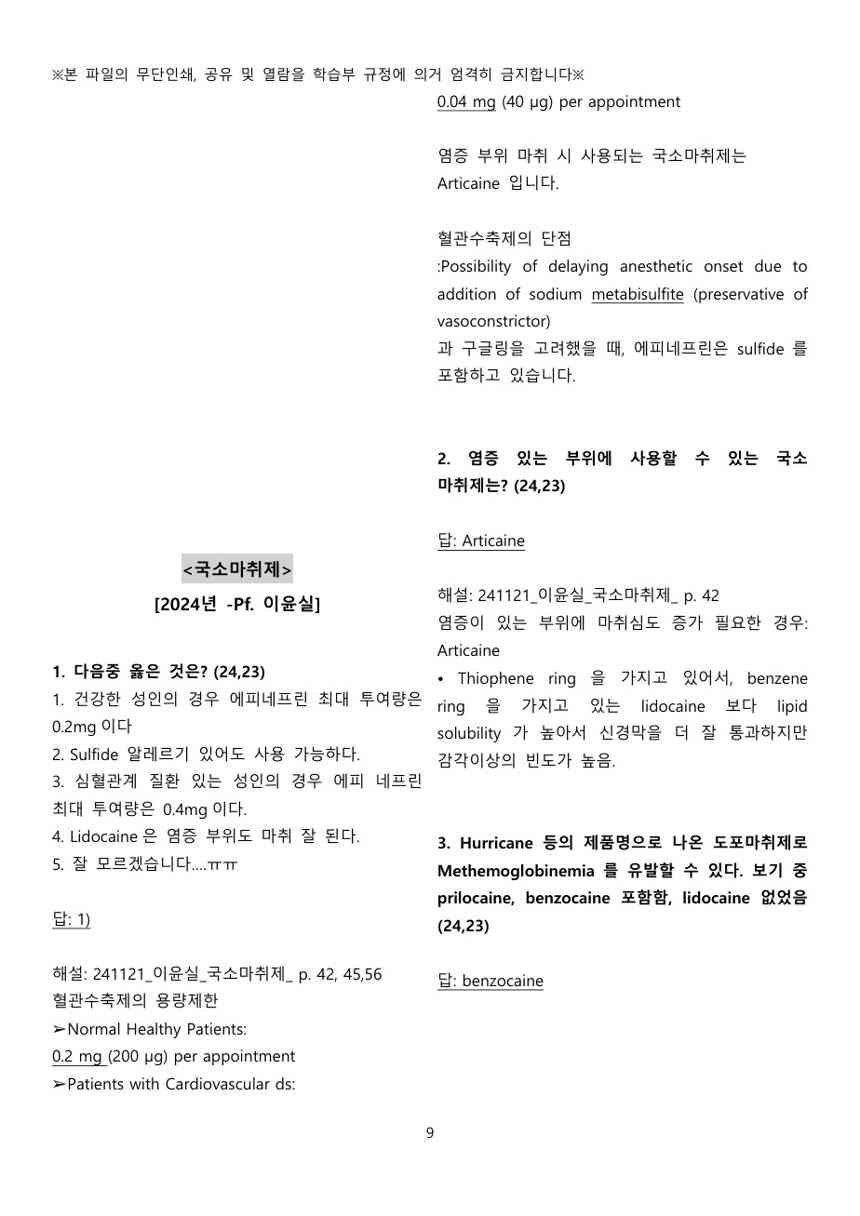 ※본 파일의 무단인쇄, 공유 및 열람을 학습부 규정에 의거 엄격히 금지합니다※
<국소마취제>
[2024년 -Pf. 이윤실]
1. 다음중 옳은 것은? (24,23)
1. 건강한 성인의 경우 에피네프린 최대 투여량은
0.2mg 이다
2. Sulfide 알레르기 있어도 사용 가능하다.
3. 심혈관계 질환 있는 성인의 경우 에피 네프린
최대 투여량은 0.4mg 이다.
4. Lidocaine 은 염증 부위도 마취 잘 된다.
5. 잘 모르겠습니다....ㅠㅠ
답: 1)
해설: 241121_이윤실_국소마취제_ p. 42, 45,56
혈관수축제의 용량제한
➢Normal Healthy Patients:
0.2 mg (200 μg) per appointment
➢Patients with Cardiovascular ds:
0.04 mg (40 μg) per appointment
염증 부위 마취 시 사용되는 국소마취제는
Articaine 입니다.
혈관수축제의 단점
:Possibility of delaying anesthetic onset due to
addition of sodium metabisulfite (preservative of
vasoconstrictor)
과 구글링을 고려했을 때, 에피네프린은 sulfide 를
포함하고 있습니다.
2. 염증 있는 부위에 사용할 수 있는 국소
마취제는? (24,23)
답: Articaine
해설: 241121_이윤실_국소마취제_ p. 42
염증이 있는 부위에 마취심도 증가 필요한 경우:
Articaine
• Thiophene ring 을 가지고 있어서, benzene
ring 을 가지고 있는 lidocaine 보다 lipid
solubility 가 높아서 신경막을 더 잘 통과하지만
감각이상의 빈도가 높음.
3. Hurricane 등의 제품명으로 나온 도포마취제로
Methemoglobinemia 를 유발할 수 있다. 보기 중
prilocaine, benzocaine 포함함, lidocaine 없었음
(24,23)
답: benzocaine
9